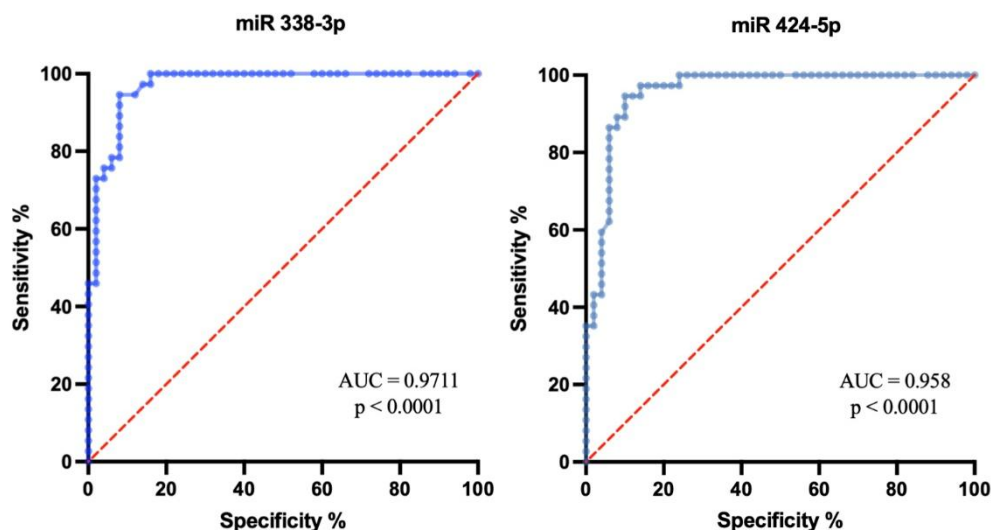 miR 338-3p
100
80
60
40
20
0
Sensitivity %
0 20 40 60 80 100
Specificity %
AUC = 0.9711
p < 0.0001
miR 424-5p
100
80
60
40
20
0
Sensitivity %
0 20 40 60 80 100
Specificity %
AUC = 0.958
p < 0.0001